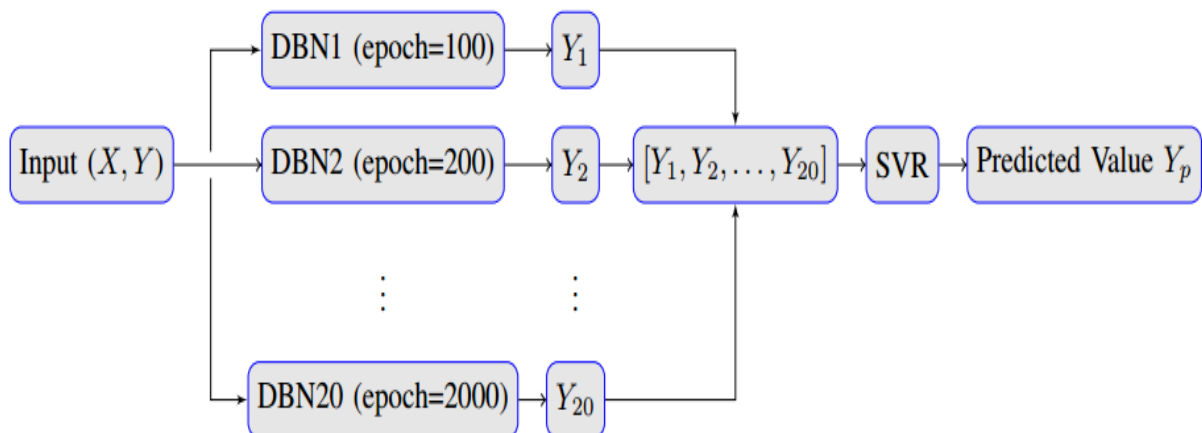 DBN1 (epoch=100)
Y₁
Input (X, Y)
DBN2 (epoch=200)
Y₂
[Y₁, Y₂, . . . , Y₂₀]
SVR
Predicted Value Yₚ
⋮
⋮
DBN20 (epoch=2000)
Y₂₀